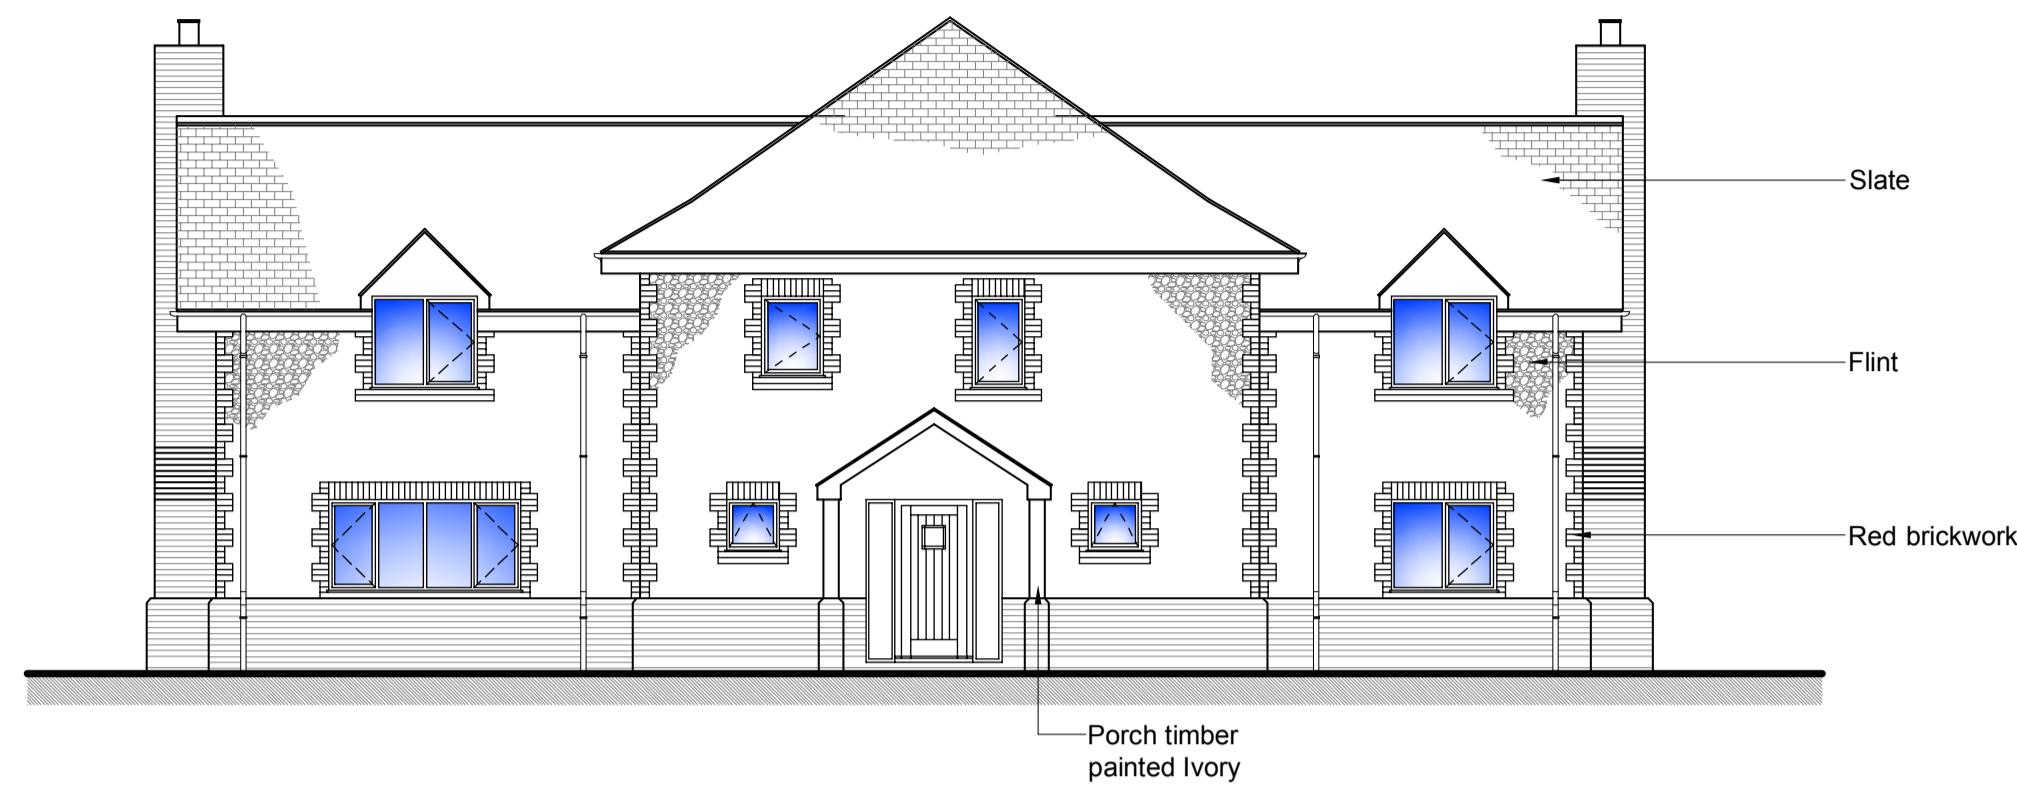 Slate
Flint
Red brickwork
Porch timber
painted Ivory